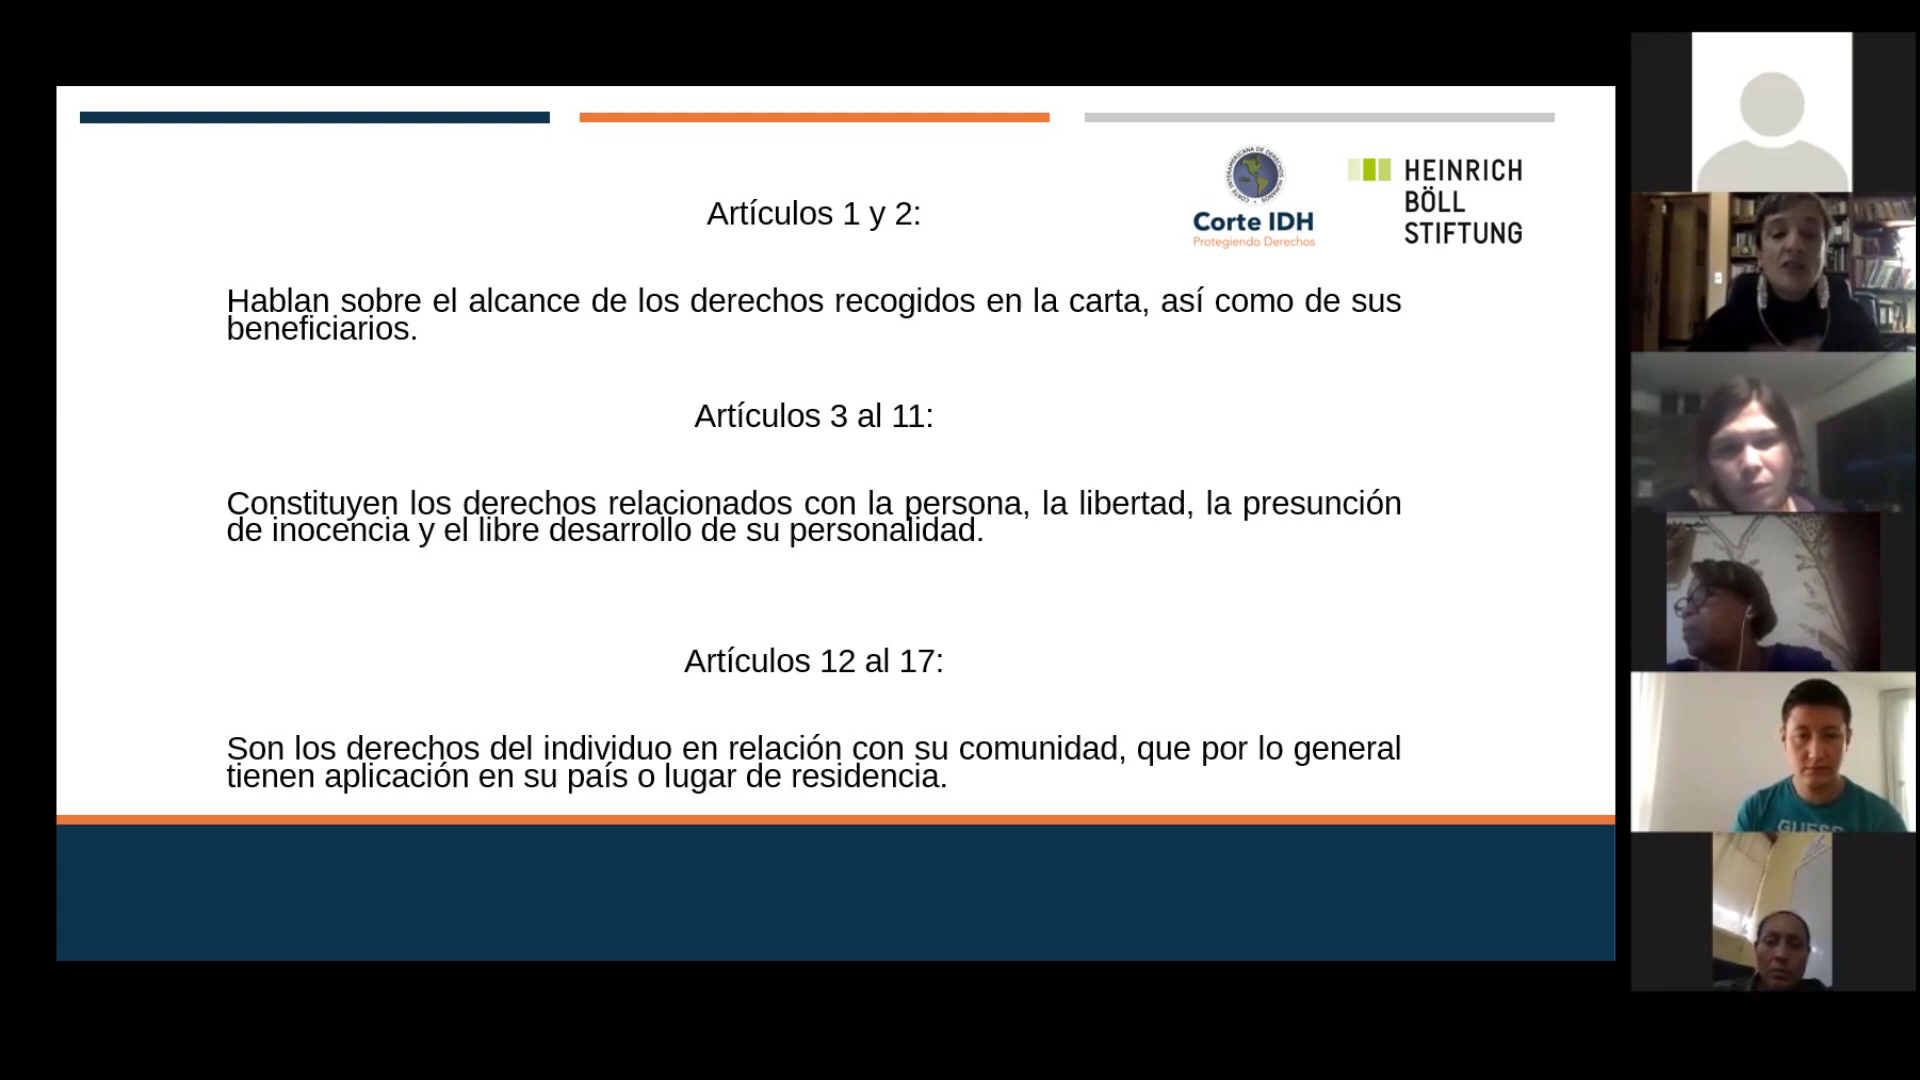 Artículos 1 y 2:
Corte IDH
Protegiendo Derechos
HEINRICH
BÖLL
STIFTUNG
Hablan sobre el alcance de los derechos recogidos en la carta, así como de sus
beneficiarios.
Artículos 3 al 11:
Constituyen los derechos relacionados con la persona, la libertad, la presunción
de inocencia y el libre desarrollo de su personalidad.
Artículos 12 al 17:
Son los derechos del individuo en relación con su comunidad, que por lo general
tienen aplicación en su país o lugar de residencia.
GUESS